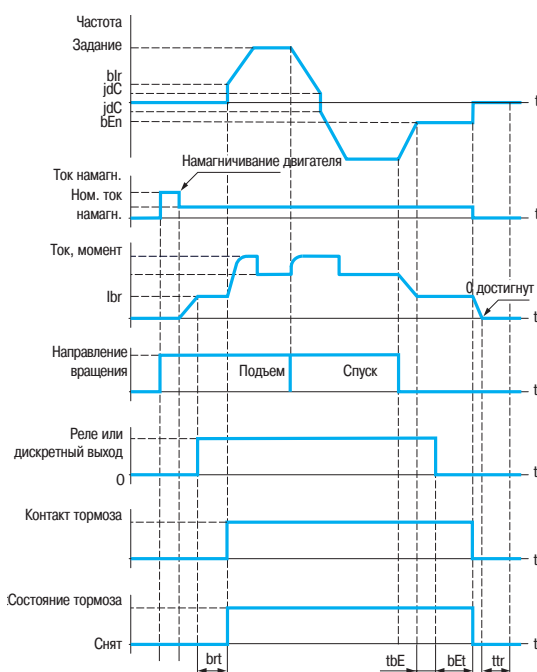 Частота
Задание
bIr
jdC
jdC
bEn
t
Намагничивание двигателя
Ток намагн.
Ном. ток
намагн.
t
Ток, момент
Ibr
0 достигнут
t
Направление
вращения
Подъем
Спуск
t
Реле или
дискретный выход
O
t
Контакт тормоза
t
Состояние тормоза
Снят
t
brt
tbE
bEt
ttr